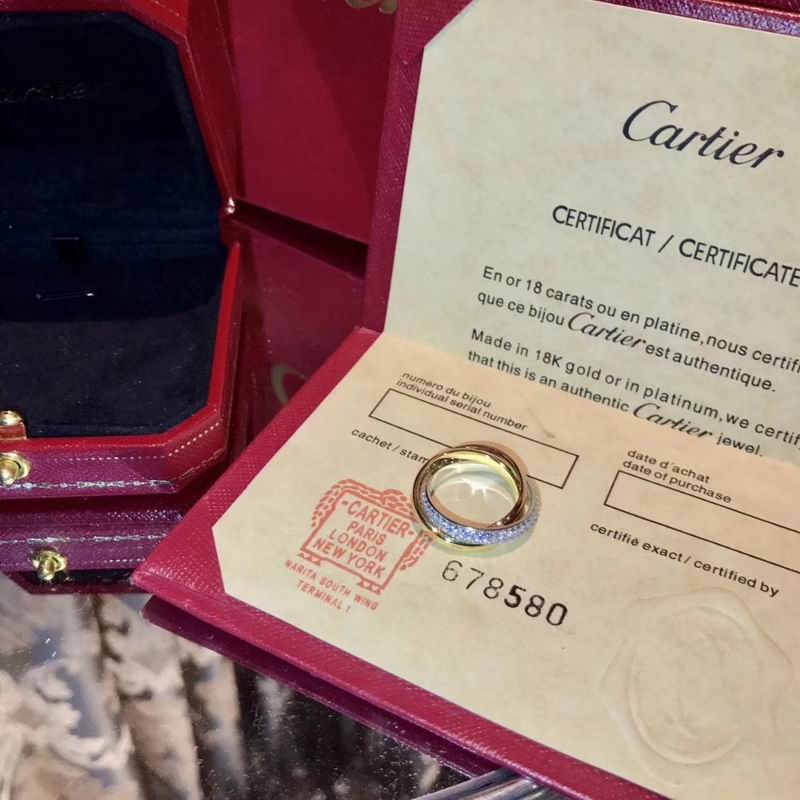 Cartier
CERTIFICAT / CERTIFICATE
En or 18 carats ou en platine, nous certifi
que ce bijou Cartier est authentique.
Made in 18K gold or in platinum, we certify
that this is an authentic Cartier jewel.
numéro du bijou
individual serial number
cachet / stam
date d'achat
date of purchase
certifié exact / certified by
CARTIER
PARIS
LONDON
NEW YORK
NARITA SOUTH WING
TERMINAL 1
678580